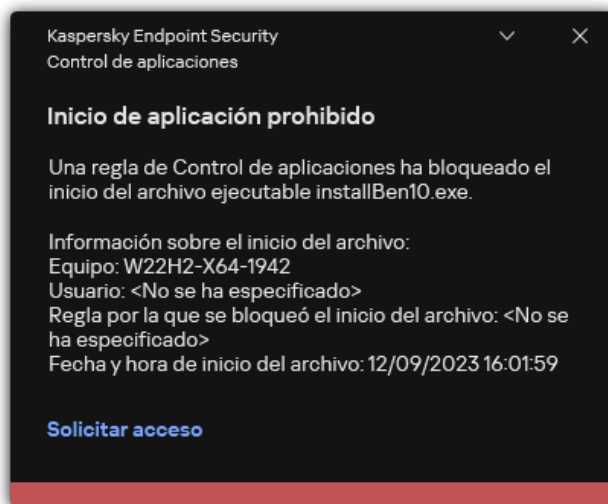 Kaspersky Endpoint Security
Control de aplicaciones
Inicio de aplicación prohibido
Una regla de Control de aplicaciones ha bloqueado el
inicio del archivo ejecutable installBen10.exe.
Información sobre el inicio del archivo:
Equipo: W22H2-X64-1942
Usuario: <No se ha especificado>
Regla por la que se bloqueó el inicio del archivo: <No se
ha especificado>
Fecha y hora de inicio del archivo: 12/09/2023 16:01:59
Solicitar acceso